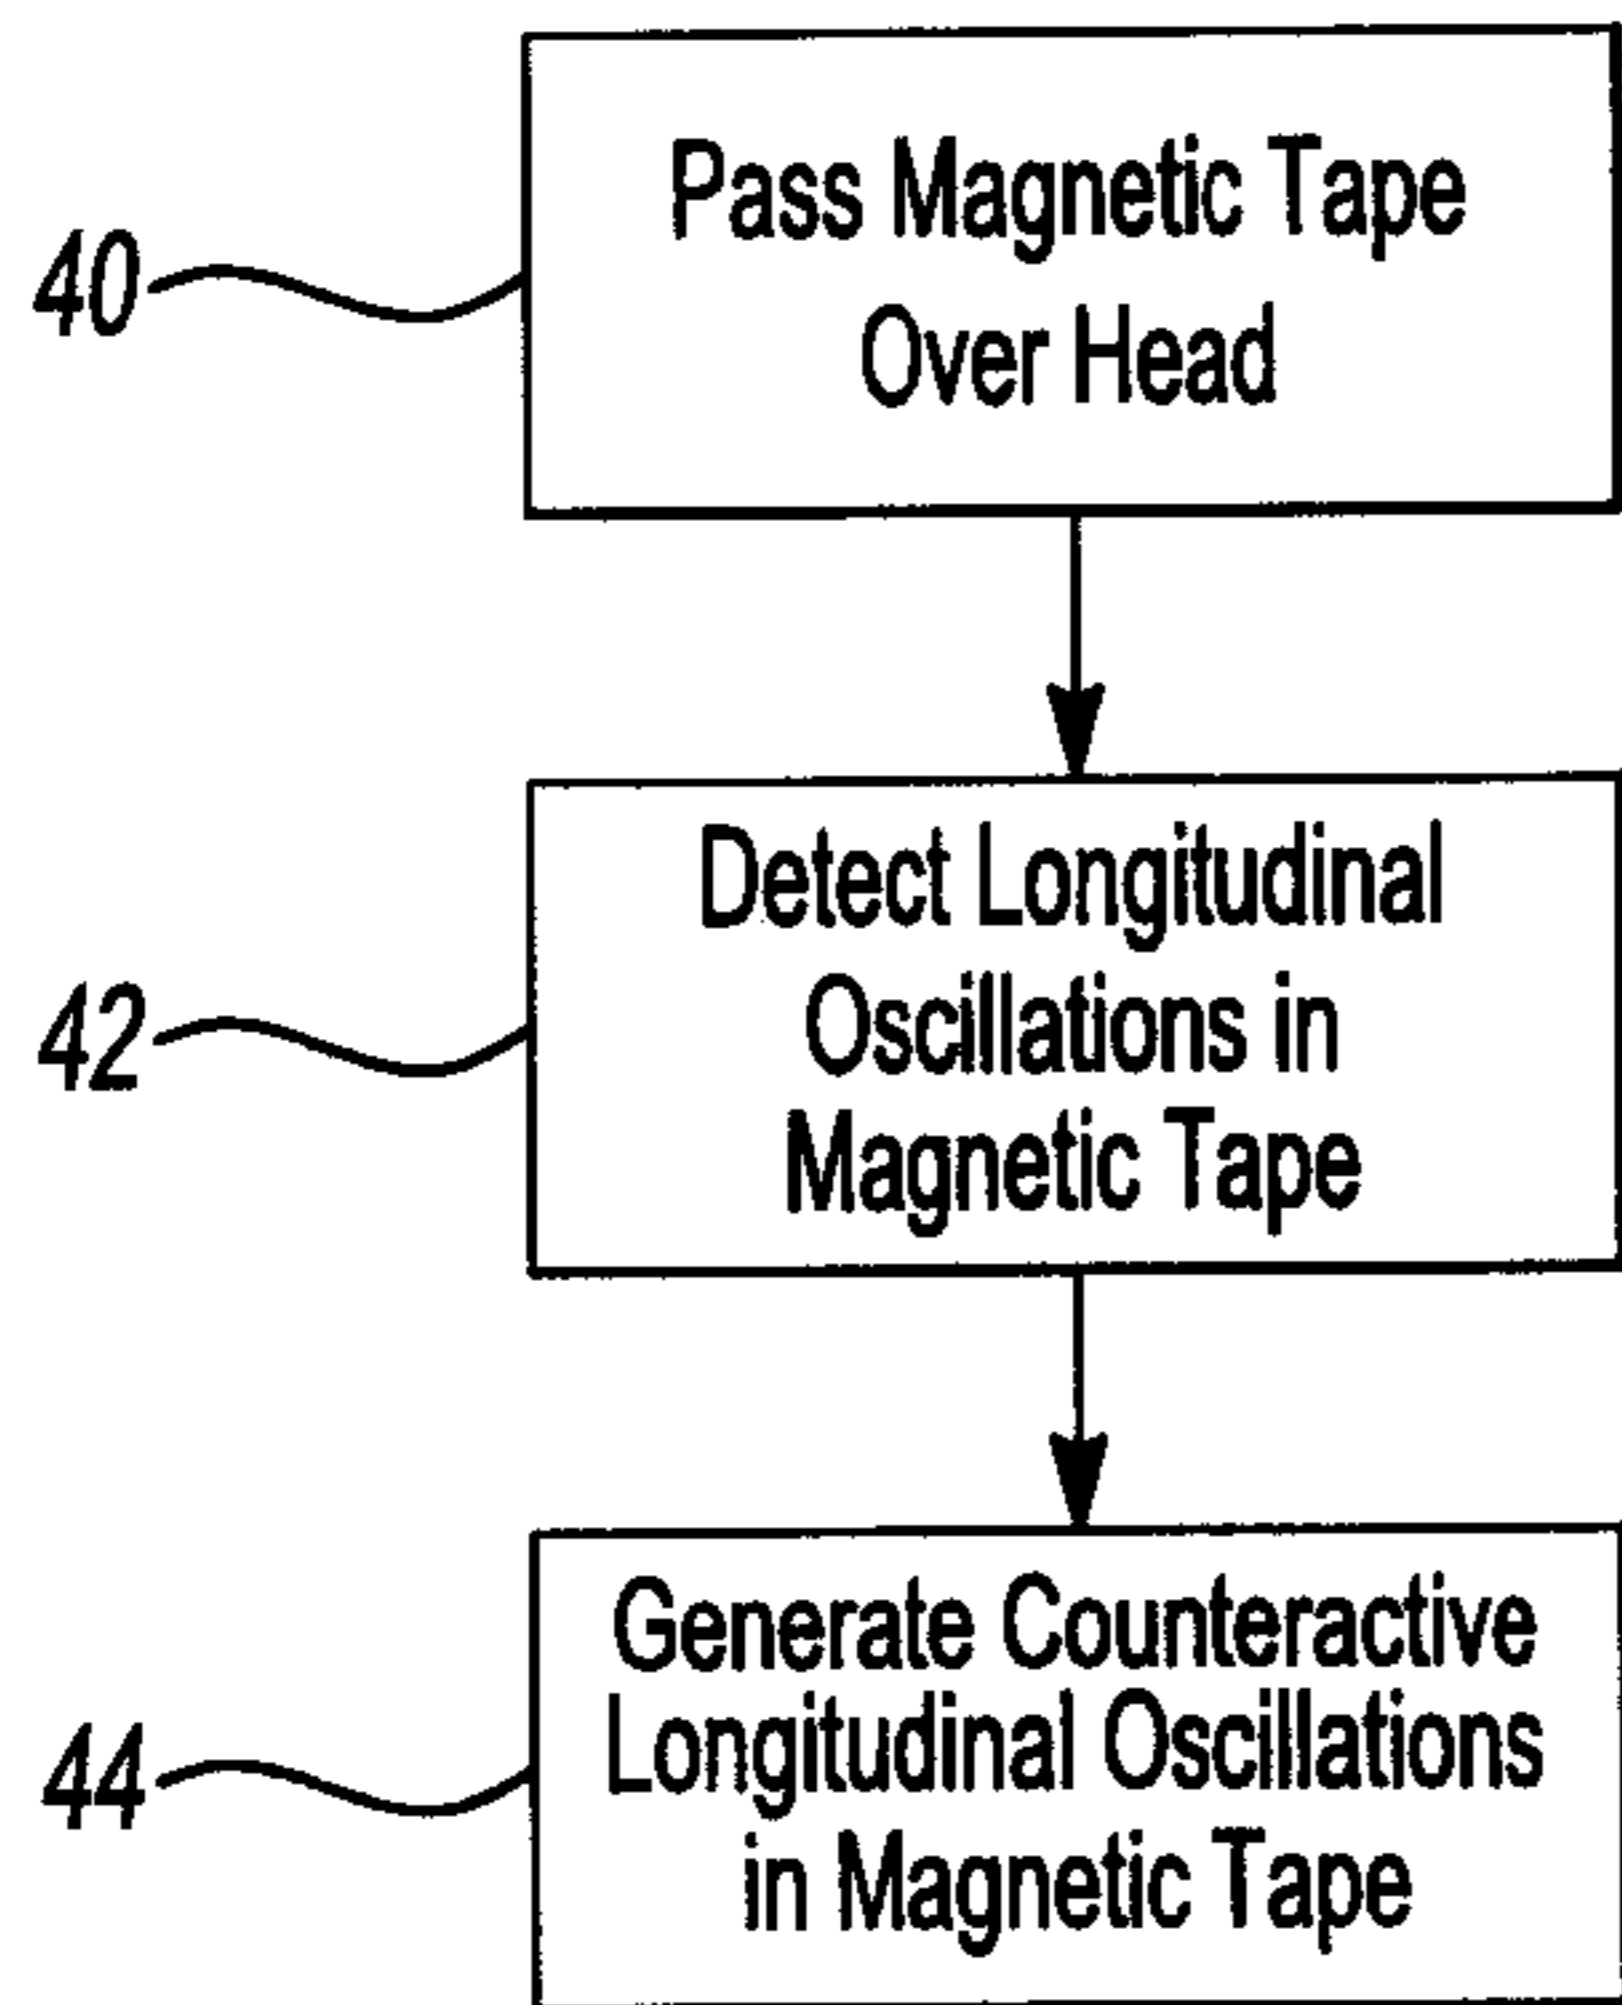 40
Pass Magnetic Tape
Over Head
42
Detect Longitudinal
Oscillations in
Magnetic Tape
44
Generate Counteractive
Longitudinal Oscillations
in Magnetic Tape